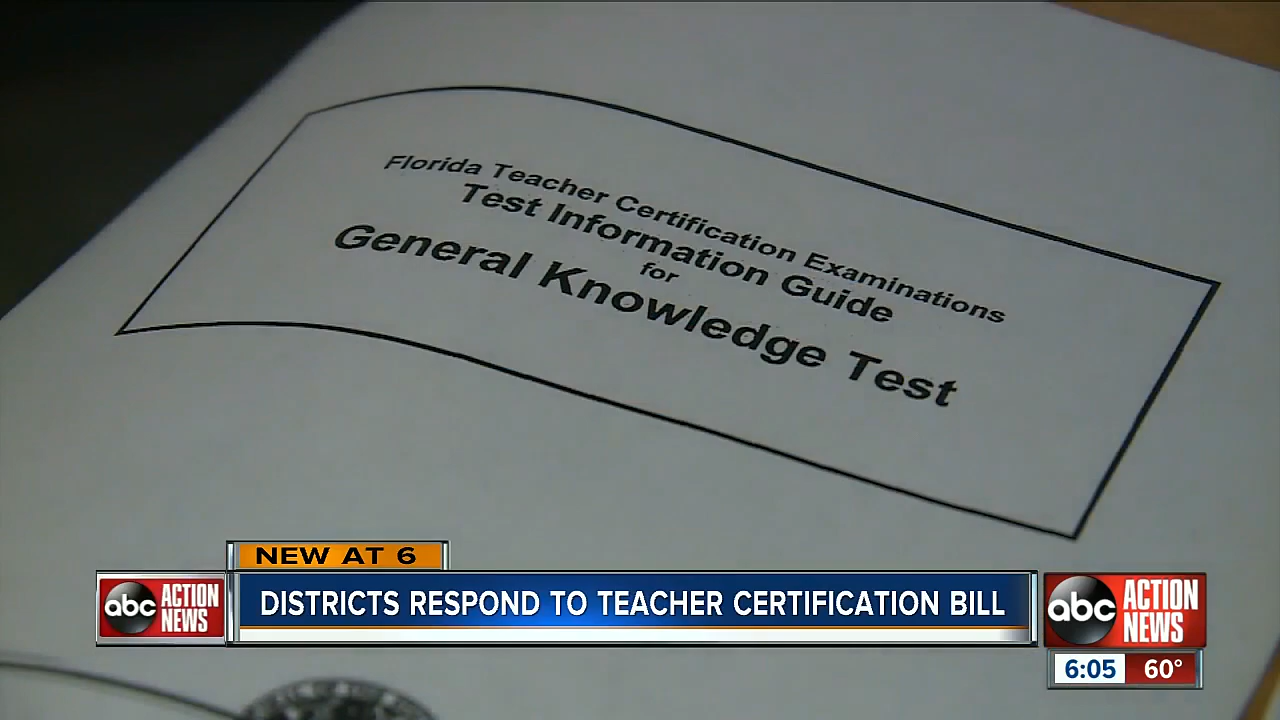 Florida Teacher Certification Examinations
Test Information Guide
for
General Knowledge Test
NEW AT 6
abc ACTION NEWS
DISTRICTS RESPOND TO TEACHER CERTIFICATION BILL
abc ACTION NEWS
6:05 60°